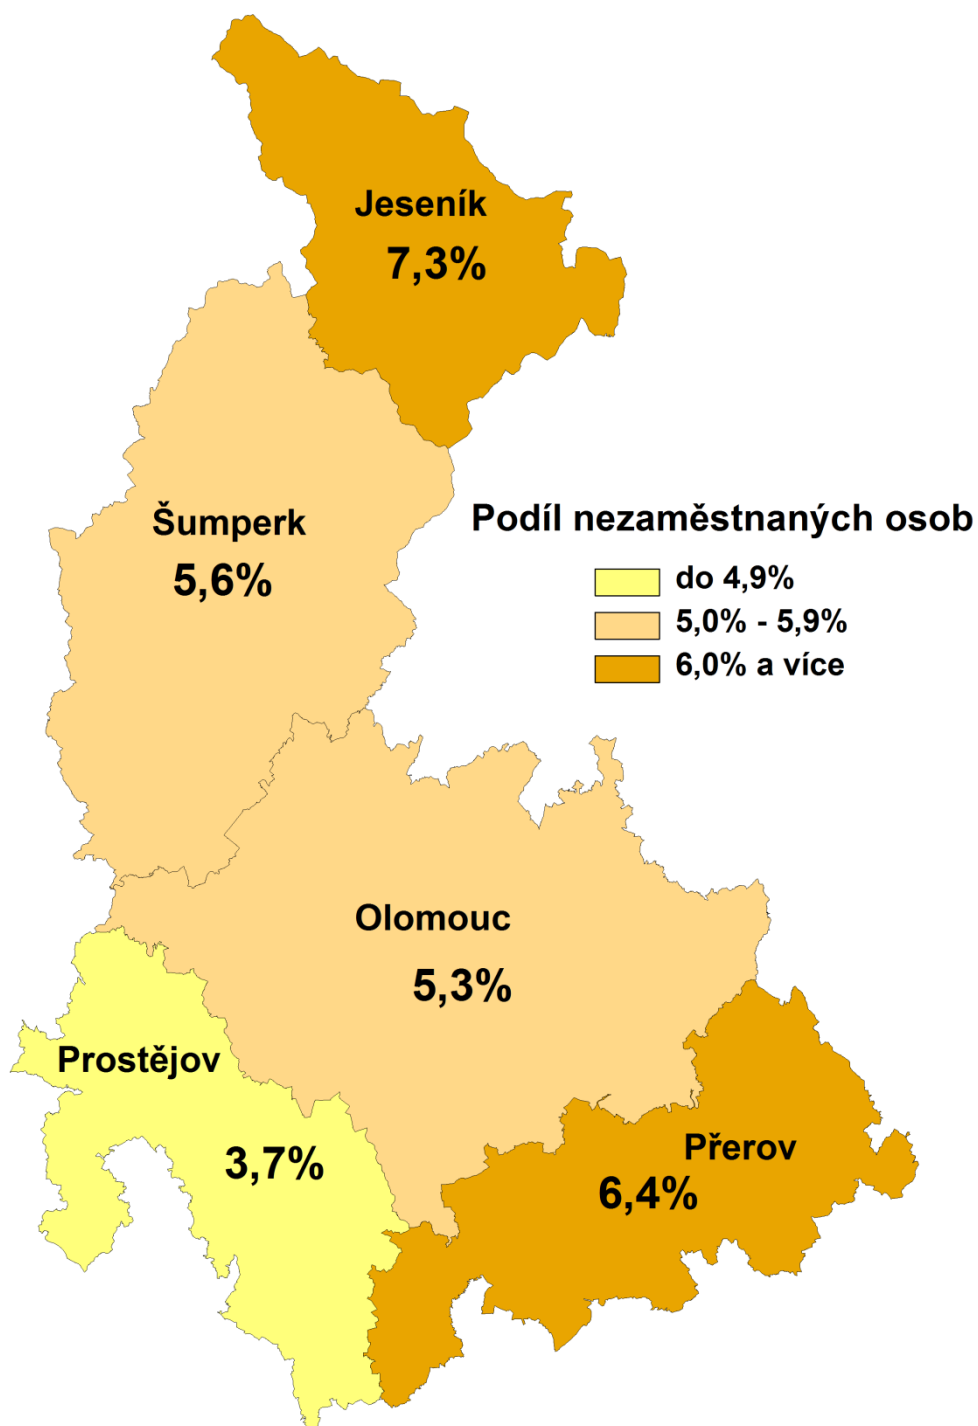 Jeseník
7,3%
Šumperk
5,6%
Podíl nezaměstnaných osob
do 4,9%
5,0% - 5,9%
6,0% a více
Olomouc
5,3%
Prostějov
3,7%
Přerov
6,4%